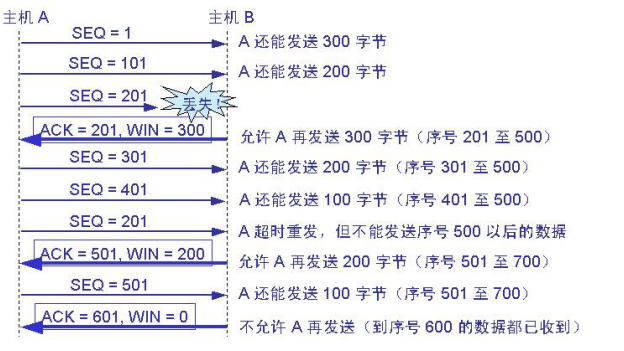 主机 A 主机 B
SEQ = 1 A 还能发送 300 字节
SEQ = 101 A 还能发送 200 字节
SEQ = 201 丢失!
ACK = 201, WIN = 300 允许 A 再发送 300 字节（序号 201 至 500）
SEQ = 301 A 还能发送 200 字节（序号 301 至 500）
SEQ = 401 A 还能发送 100 字节（序号 401 至 500）
SEQ = 201 A 超时重发，但不能发送序号 500 以后的数据
ACK = 501, WIN = 200 允许 A 再发送 200 字节（序号 501 至 700）
SEQ = 501 A 还能发送 100 字节（序号 501 至 700）
ACK = 601, WIN = 0 不允许 A 再发送（到序号 600 的数据都已收到）